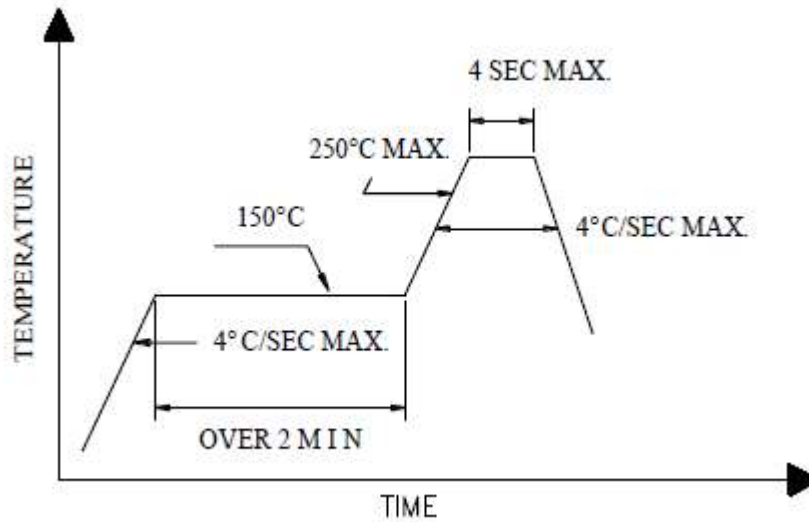 4 SEC MAX.
250°C MAX.
150°C
4°C/SEC MAX.
4° C/SEC MAX.
OVER 2 M I N
TEMPERATURE
TIME